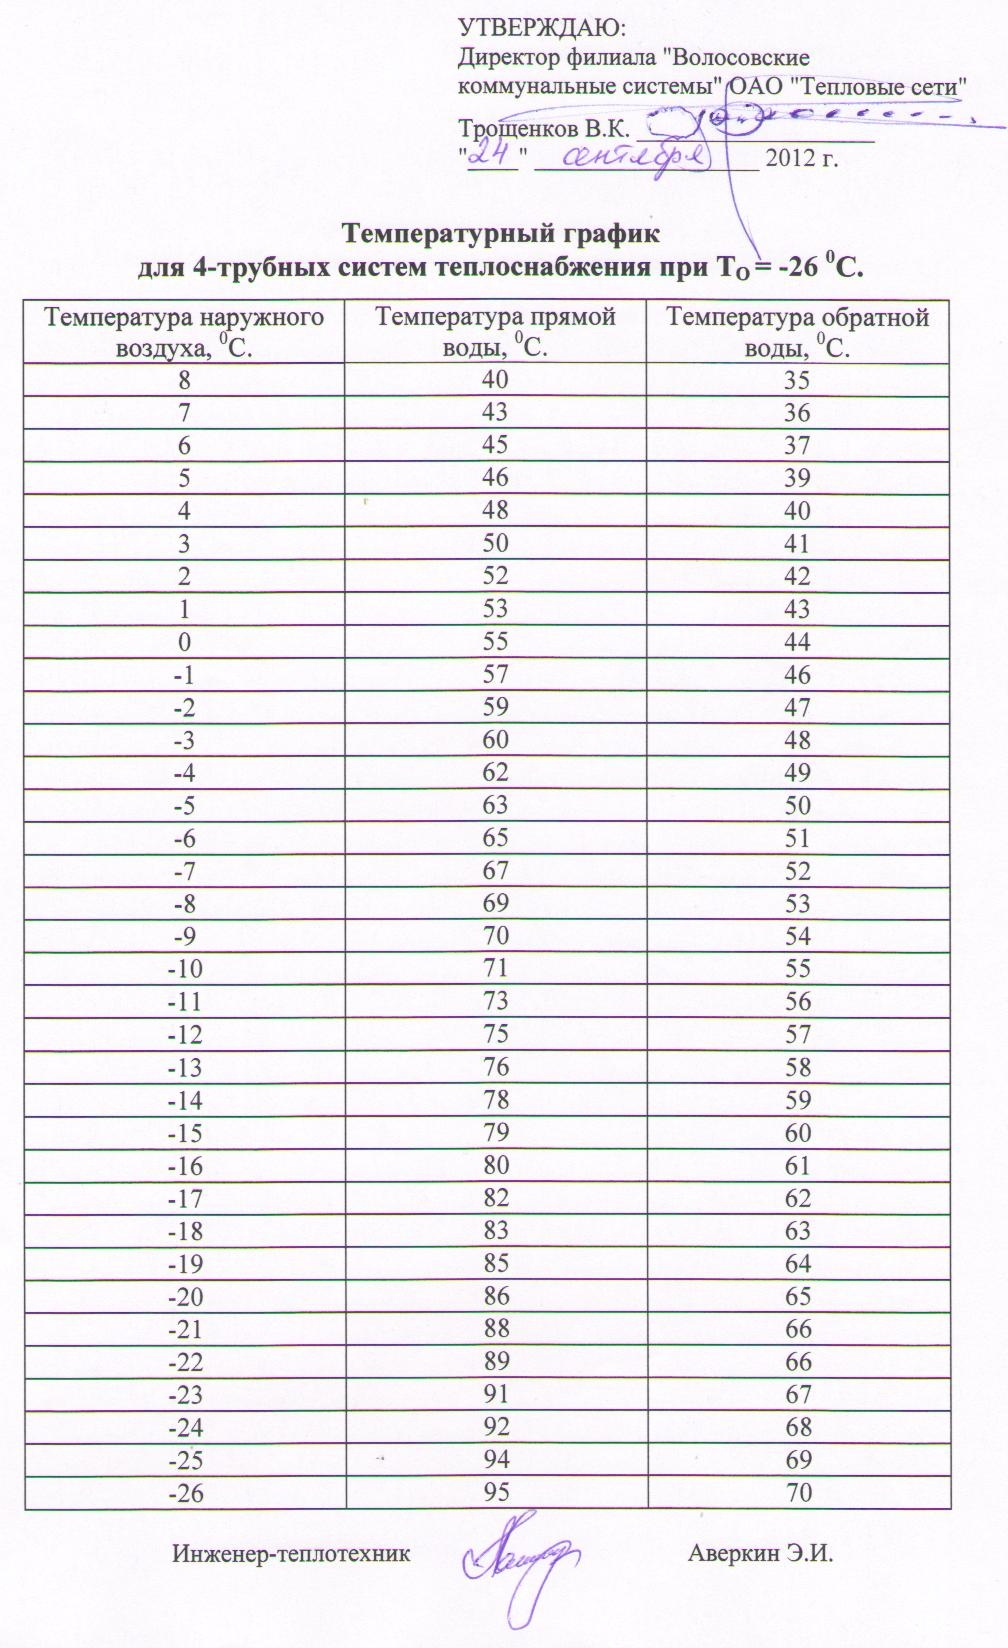 УТВЕРЖДАЮ:
Директор филиала "Волосовские
коммунальные системы" ОАО "Тепловые сети"
Трощенков В.К.
"24" сентября 2012 г.
Температурный график
для 4-трубных систем теплоснабжения при TО = -26 ⁰С.
Температура наружного воздуха, ⁰С. Температура прямой воды, ⁰С. Температура обратной воды, ⁰С.
8 40 35
7 43 36
6 45 37
5 46 39
4 48 40
3 50 41
2 52 42
1 53 43
0 55 44
-1 57 46
-2 59 47
-3 60 48
-4 62 49
-5 63 50
-6 65 51
-7 67 52
-8 69 53
-9 70 54
-10 71 55
-11 73 56
-12 75 57
-13 76 58
-14 78 59
-15 79 60
-16 80 61
-17 82 62
-18 83 63
-19 85 64
-20 86 65
-21 88 66
-22 89 66
-23 91 67
-24 92 68
-25 94 69
-26 95 70
Инженер-теплотехник Аверкин Э.И.